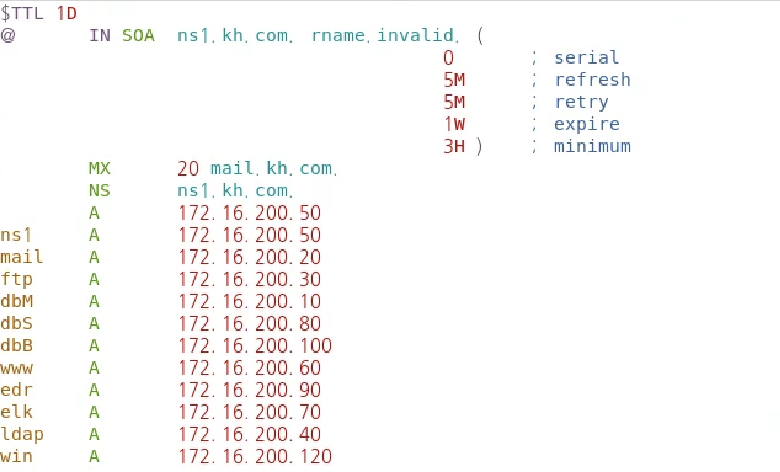 $TTL 1D
@ IN SOA ns1.kh.com. rname.invalid. (
0 ; serial
5M ; refresh
5M ; retry
1W ; expire
3H ) ; minimum
MX 20 mail.kh.com.
NS ns1.kh.com.
A 172.16.200.50
ns1 A 172.16.200.50
mail A 172.16.200.20
ftp A 172.16.200.30
dbM A 172.16.200.10
dbS A 172.16.200.80
dbB A 172.16.200.100
www A 172.16.200.60
edr A 172.16.200.90
elk A 172.16.200.70
ldap A 172.16.200.40
win A 172.16.200.120